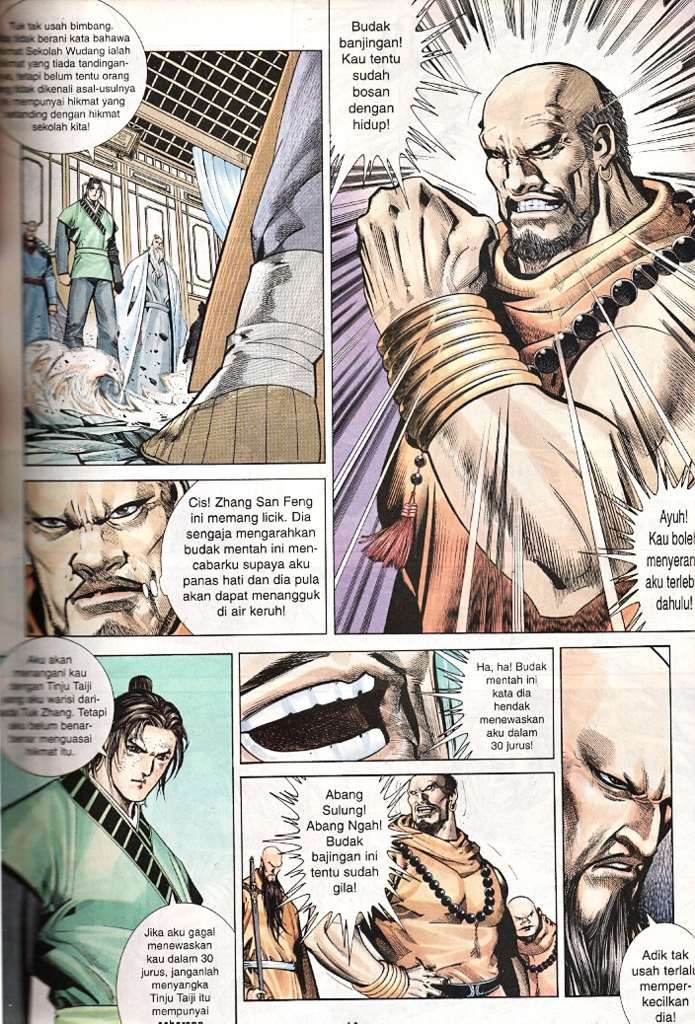 Tuk tak usah bimbang.
tidak berani kata bahawa
Sekolah Wudang ialah
yang tiada tandingan-
tetapi belum tentu orang
tidak dikenali asal-usulnya
mempunyai hikmat yang
dengan hikmat
sekolah kita!
Budak
banjingan!
Kau tentu
sudah
bosan
dengan
hidup!
Ayuh!
Kau boleh
menyeran
aku terleb
dahulu!
Cis! Zhang San Feng
ini memang licik. Dia
sengaja mengarahkan
budak mentah ini men-
cabarku supaya aku
panas hati dan dia pula
akan dapat menangguk
di air keruh!
Aku akan
menangani kau
dengan Tinju Taiji
yang aku warisi dari-
Tuk Zhang. Tetapi
aku belum benar-
benar menguasai
hikmat itu.
Jika aku gagal
menewaskan
kau dalam 30
jurus, janganlah
menyangka
Tinju Taiji itu
mempunyai
Ha, ha! Budak
mentah ini
kata dia
hendak
menewaskan
aku dalam
30 jurus!
Abang
Sulung!
Abang Ngah!
Budak
bajingan ini
tentu sudah
gila!
Adik tak
usah terlal
memper-
kecilkan
dia!